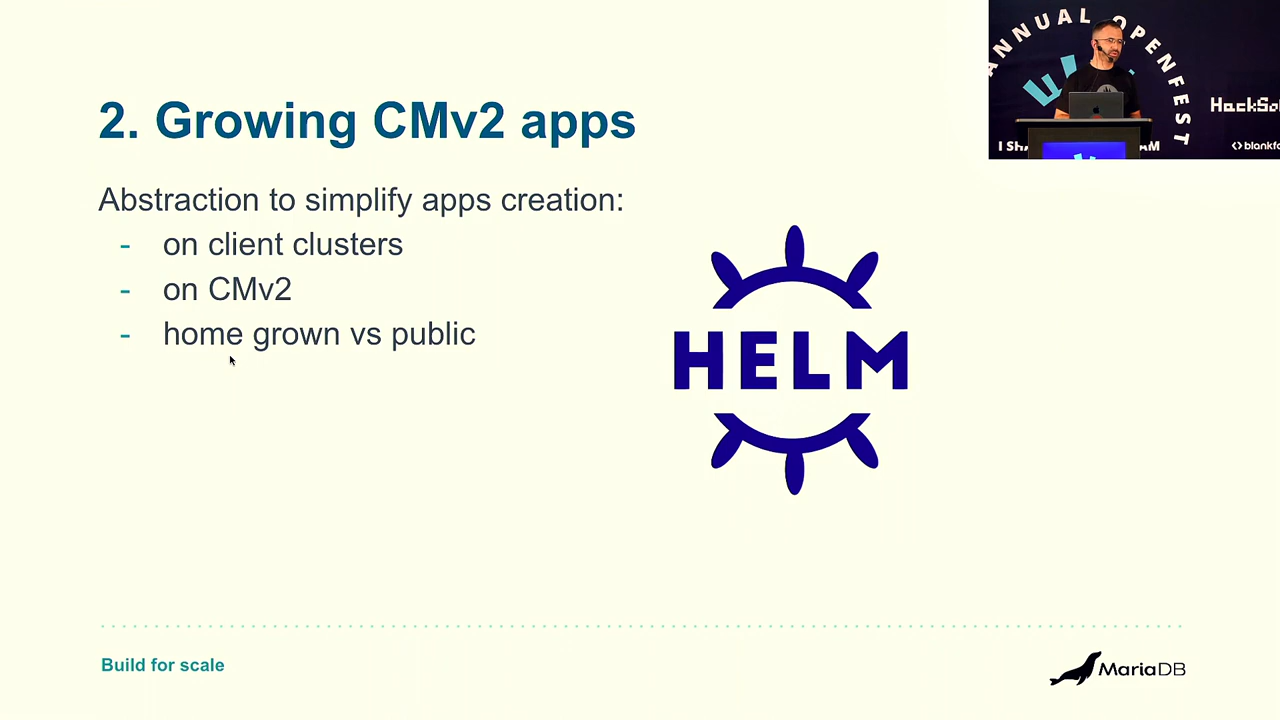 2. Growing CMv2 apps
Abstraction to simplify apps creation:
- on client clusters
- on CMv2
- home grown vs public
HELM
Build for scale
MariaDB
ANNUAL OPENFEST